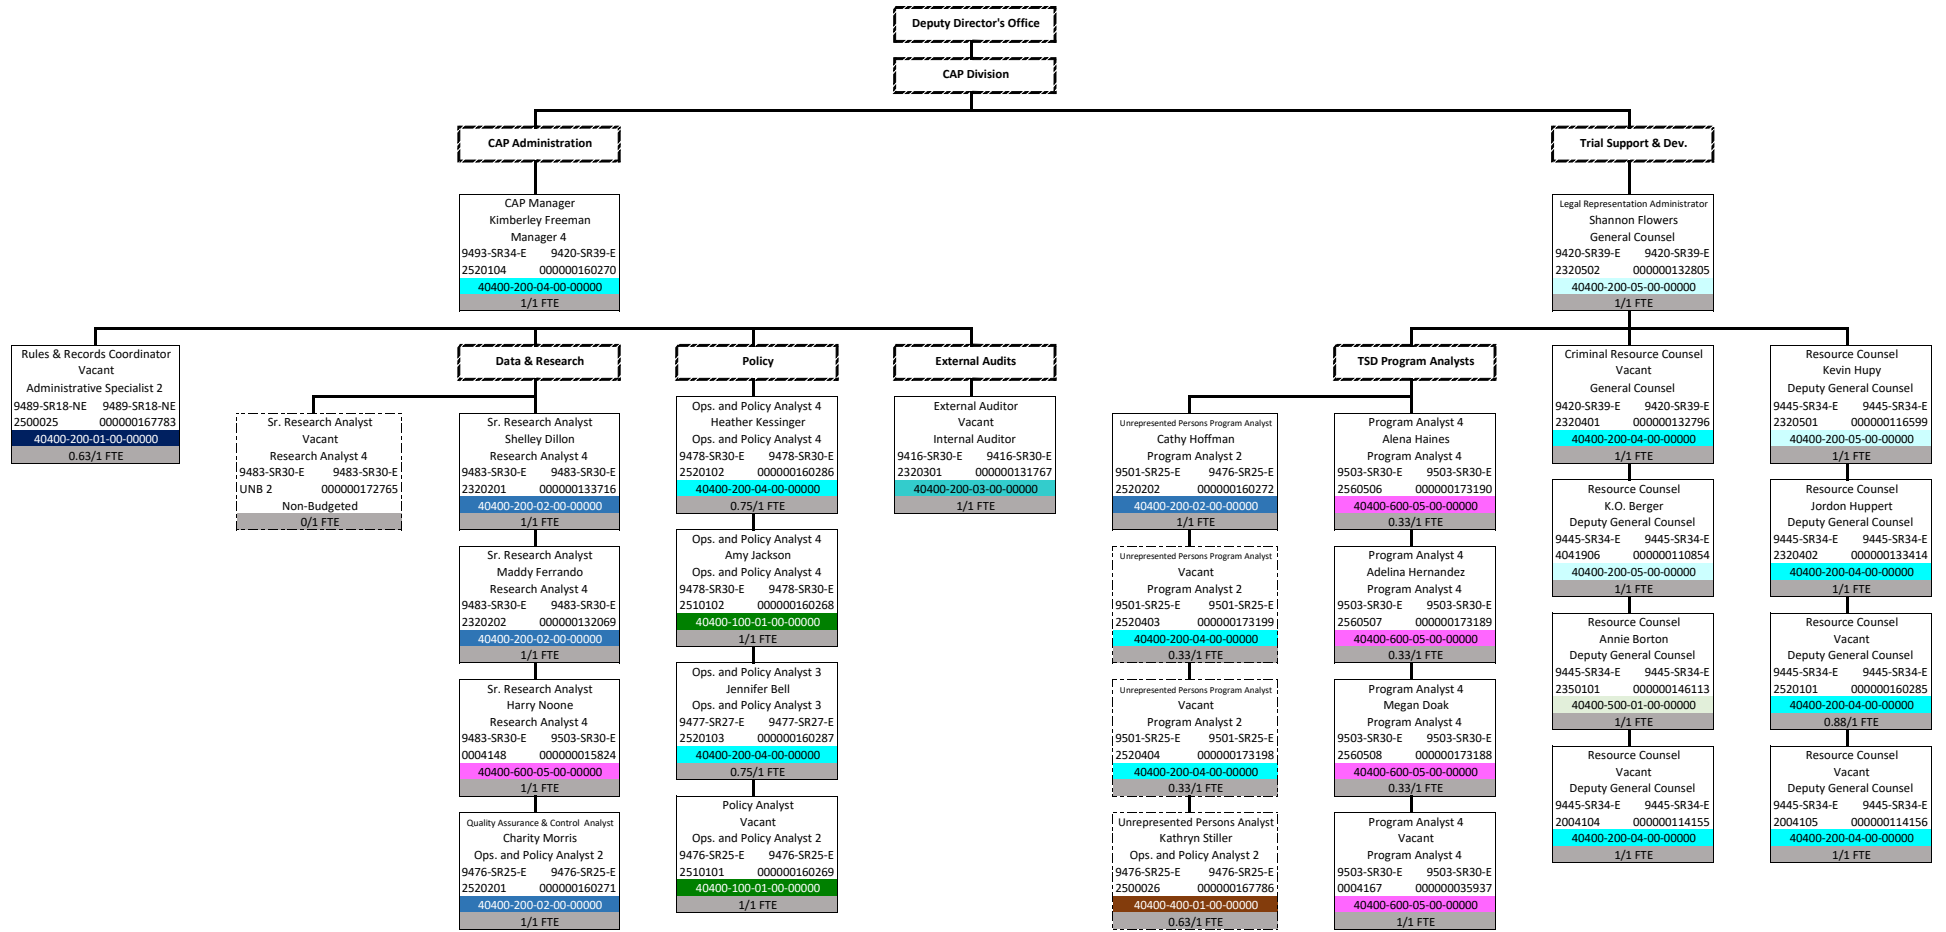 Deputy Director's Office
CAP Division
CAP Administration
Trial Support & Dev.
CAP Manager
Kimberley Freeman
Manager 4
9493-SR34-E 9420-SR39-E
2520104 000000160270
40400-200-04-00-00000
1/1 FTE
Legal Representation Administrator
Shannon Flowers
General Counsel
9420-SR39-E 9420-SR39-E
2320502 000000132805
40400-200-05-00-00000
1/1 FTE
Rules & Records Coordinator
Vacant
Administrative Specialist 2
9489-SR18-NE 9489-SR18-NE
2500025 000000167783
40400-200-01-00-00000
0.63/1 FTE
Data & Research
Sr. Research Analyst
Vacant
Research Analyst 4
9483-SR30-E 9483-SR30-E
UNB 2 000000172765
Non-Budgeted
0/1 FTE
Sr. Research Analyst
Shelley Dillon
Research Analyst 4
9483-SR30-E 9483-SR30-E
2320201 000000133716
40400-200-02-00-00000
1/1 FTE
Sr. Research Analyst
Maddy Ferrando
Research Analyst 4
9483-SR30-E 9483-SR30-E
2320202 000000132069
40400-200-02-00-00000
1/1 FTE
Sr. Research Analyst
Harry Noone
Research Analyst 4
9483-SR30-E 9503-SR30-E
0004148 000000015824
40400-600-05-00-00000
1/1 FTE
Quality Assurance & Control Analyst
Charity Morris
Ops. and Policy Analyst 2
9476-SR25-E 9476-SR25-E
2520201 000000160271
40400-200-02-00-00000
1/1 FTE
Policy
Ops. and Policy Analyst 4
Heather Kessinger
Ops. and Policy Analyst 4
9478-SR30-E 9478-SR30-E
2520102 000000160286
40400-200-04-00-00000
0.75/1 FTE
Ops. and Policy Analyst 4
Amy Jackson
Ops. and Policy Analyst 4
9478-SR30-E 9478-SR30-E
2510102 000000160268
40400-100-01-00-00000
1/1 FTE
Ops. and Policy Analyst 3
Jennifer Bell
Ops. and Policy Analyst 3
9477-SR27-E 9477-SR27-E
2520103 000000160287
40400-200-04-00-00000
0.75/1 FTE
Policy Analyst
Vacant
Ops. and Policy Analyst 2
9476-SR25-E 9476-SR25-E
2510101 000000160269
40400-100-01-00-00000
1/1 FTE
External Audits
External Auditor
Vacant
Internal Auditor
9416-SR30-E 9416-SR30-E
2320301 000000131767
40400-200-03-00-00000
1/1 FTE
TSD Program Analysts
Unrepresented Persons Program Analyst
Cathy Hoffman
Program Analyst 2
9501-SR25-E 9476-SR25-E
2520202 000000160272
40400-200-02-00-00000
1/1 FTE
Unrepresented Persons Program Analyst
Vacant
Program Analyst 2
9501-SR25-E 9501-SR25-E
2520403 000000173199
40400-200-04-00-00000
0.33/1 FTE
Unrepresented Persons Program Analyst
Vacant
Program Analyst 2
9501-SR25-E 9501-SR25-E
2520404 000000173198
40400-200-04-00-00000
0.33/1 FTE
Unrepresented Persons Analyst
Kathryn Stiller
Ops. and Policy Analyst 2
9476-SR25-E 9476-SR25-E
2500026 000000167786
40400-400-01-00-00000
0.63/1 FTE
Program Analyst 4
Alena Haines
Program Analyst 4
9503-SR30-E 9503-SR30-E
2560506 000000173190
40400-600-05-00-00000
0.33/1 FTE
Program Analyst 4
Adelina Hernandez
Program Analyst 4
9503-SR30-E 9503-SR30-E
2560507 000000173189
40400-600-05-00-00000
0.33/1 FTE
Program Analyst 4
Megan Doak
Program Analyst 4
9503-SR30-E 9503-SR30-E
2560508 000000173188
40400-600-05-00-00000
0.33/1 FTE
Program Analyst 4
Vacant
Program Analyst 4
9503-SR30-E 9503-SR30-E
0004167 000000035937
40400-600-05-00-00000
1/1 FTE
Criminal Resource Counsel
Vacant
General Counsel
9420-SR39-E 9420-SR39-E
2320401 000000132796
40400-200-04-00-00000
1/1 FTE
Resource Counsel
K.O. Berger
Deputy General Counsel
9445-SR34-E 9445-SR34-E
4041906 000000110854
40400-200-05-00-00000
1/1 FTE
Resource Counsel
Annie Borton
Deputy General Counsel
9445-SR34-E 9445-SR34-E
2350101 000000146113
40400-500-01-00-00000
1/1 FTE
Resource Counsel
Vacant
Deputy General Counsel
9445-SR34-E 9445-SR34-E
2004104 000000114155
40400-200-04-00-00000
1/1 FTE
Resource Counsel
Kevin Hupy
Deputy General Counsel
9445-SR34-E 9445-SR34-E
2320501 000000116599
40400-200-05-00-00000
1/1 FTE
Resource Counsel
Jordon Huppert
Deputy General Counsel
9445-SR34-E 9445-SR34-E
2320402 000000133414
40400-200-04-00-00000
1/1 FTE
Resource Counsel
Vacant
Deputy General Counsel
9445-SR34-E 9445-SR34-E
2520101 000000160285
40400-200-04-00-00000
0.88/1 FTE
Resource Counsel
Vacant
Deputy General Counsel
9445-SR34-E 9445-SR34-E
2004105 000000114156
40400-200-04-00-00000
1/1 FTE